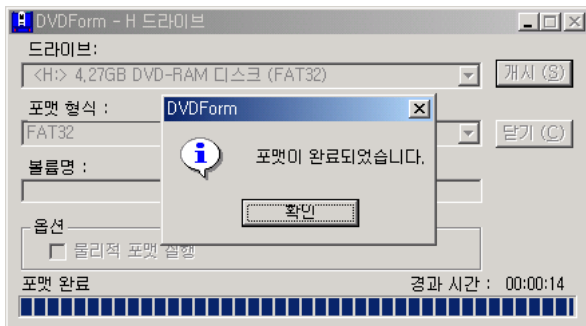 DVDForm - H 드라이브
드라이브:
<H:> 4,27GB DVD-RAM 디스크 (FAT32)
개시 (S)
포맷 형식 :
FAT32
닫기 (C)
볼륨명 :
DVDForm
포맷이 완료되었습니다.
확인
옵션
물리적 포맷 실행
포맷 완료
경과 시간 : 00:00:14